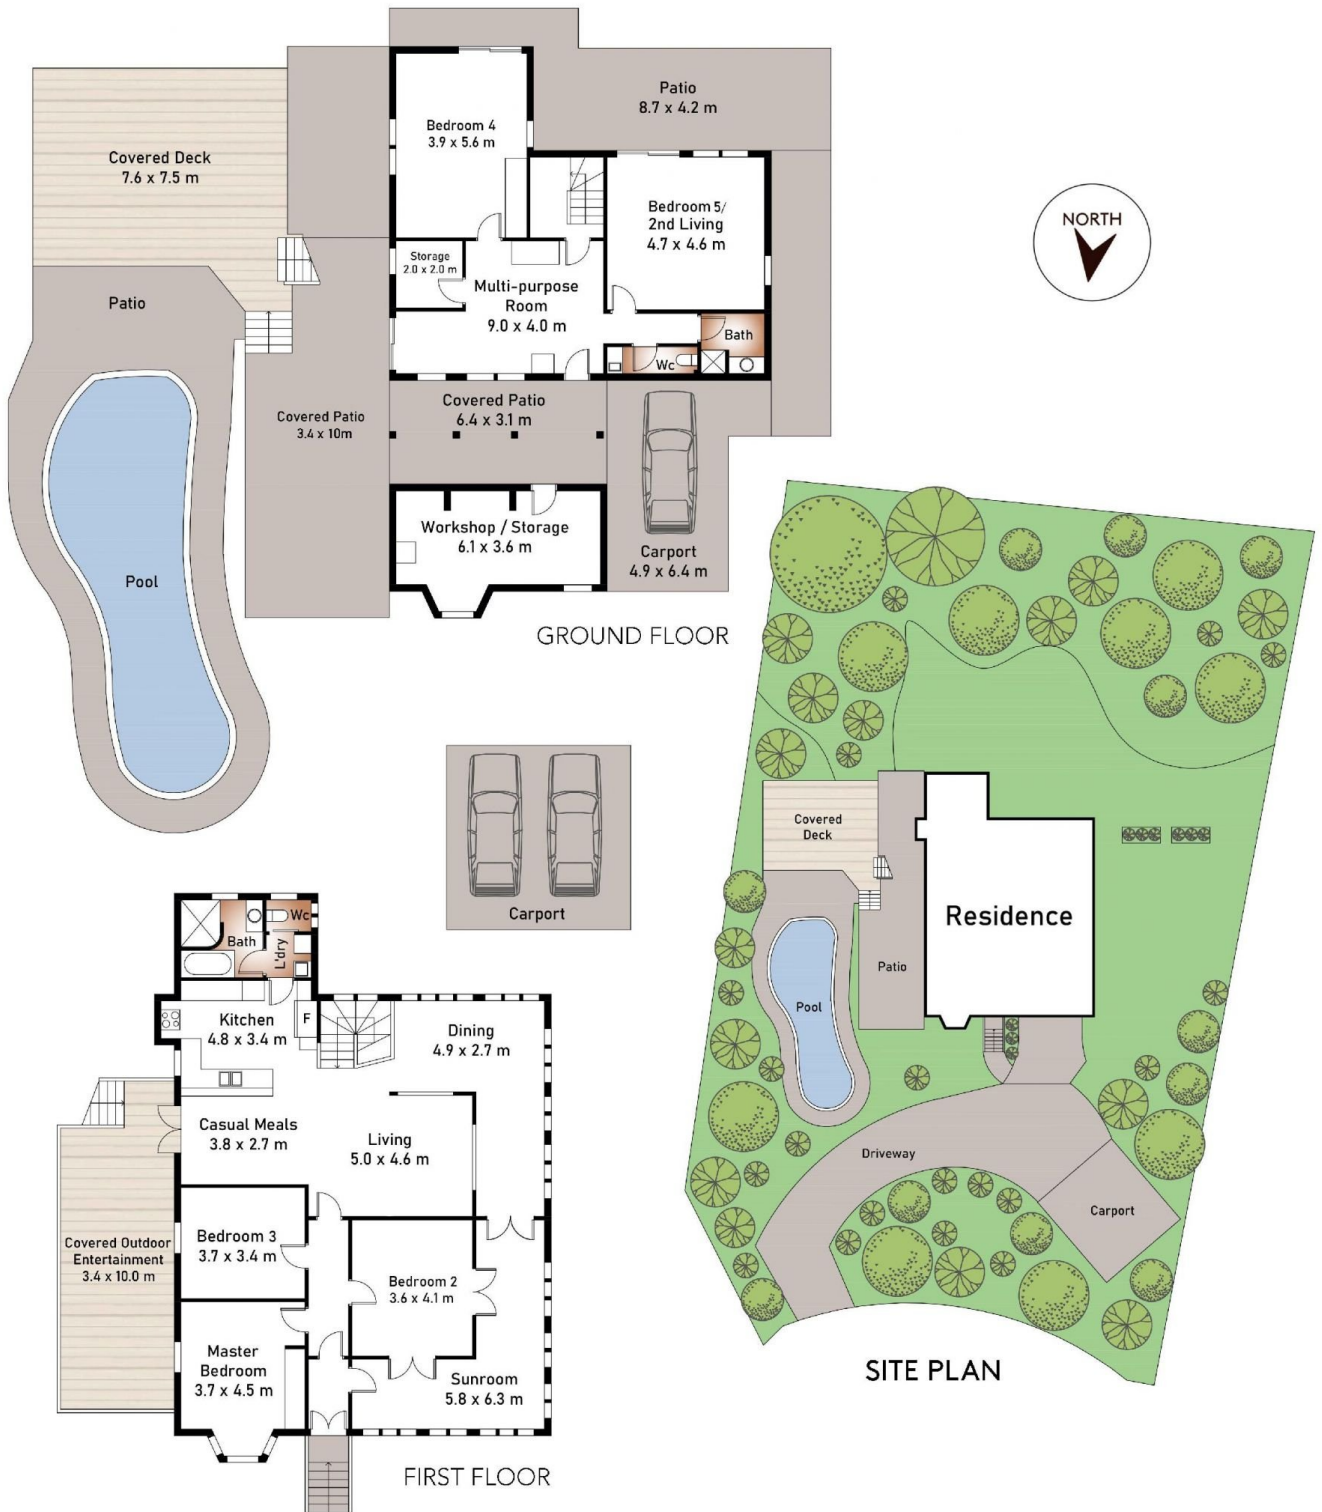 Patio
8.7 x 4.2 m
Bedroom 4
3.9 x 5.6 m
Covered Deck
7.6 x 7.5 m
Bedroom 5/
2nd Living
4.7 x 4.6 m
NORTH
Storage
2.0 x 2.0 m
Multi-purpose
Room
9.0 x 4.0 m
Patio
Bath
Wc
Covered Patio
6.4 x 3.1 m
Covered Patio
3.4 x 10m
Workshop / Storage
6.1 x 3.6 m
Carport
4.9 x 6.4 m
Pool
GROUND FLOOR
Carport
Covered
Deck
Residence
Patio
Pool
Driveway
Carport
SITE PLAN
Wc
Bath
L'dry
Kitchen
4.8 x 3.4 m
F
Dining
4.9 x 2.7 m
Casual Meals
3.8 x 2.7 m
Living
5.0 x 4.6 m
Bedroom 3
3.7 x 3.4 m
Covered Outdoor
Entertainment
3.4 x 10.0 m
Bedroom 2
3.6 x 4.1 m
Master
Bedroom
3.7 x 4.5 m
Sunroom
5.8 x 6.3 m
FIRST FLOOR